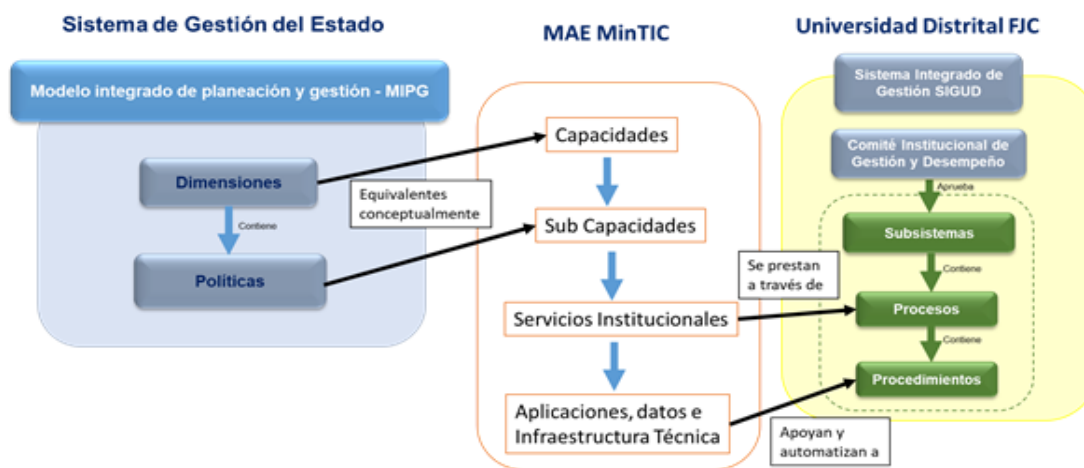 Sistema de Gestión del Estado
Modelo integrado de planeación y gestión - MIPG
Dimensiones
Contiene
Políticas
Equivalentes
conceptualmente
MAE MinTIC
Capacidades
Sub Capacidades
Servicios Institucionales
Aplicaciones, datos e
Infraestructura Técnica
Se prestan
a través de
Apoyan y
automatizan a
Universidad Distrital FJC
Sistema Integrado de
Gestión SIGUD
Comité Institucional de
Gestión y Desempeño
Aprueba
Subsistemas
Contiene
Procesos
Contiene
Procedimientos